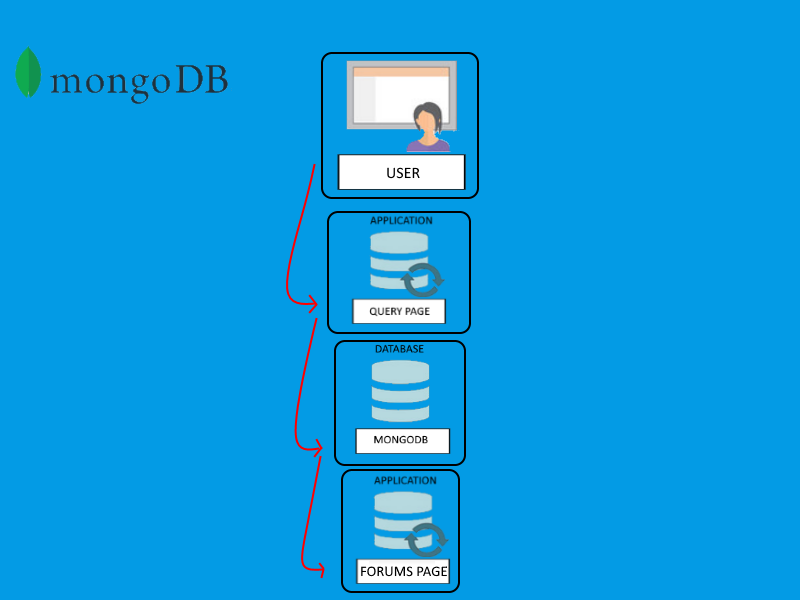 mongoDB
USER
APPLICATION
QUERY PAGE
DATABASE
MONGODB
APPLICATION
FORUMS PAGE